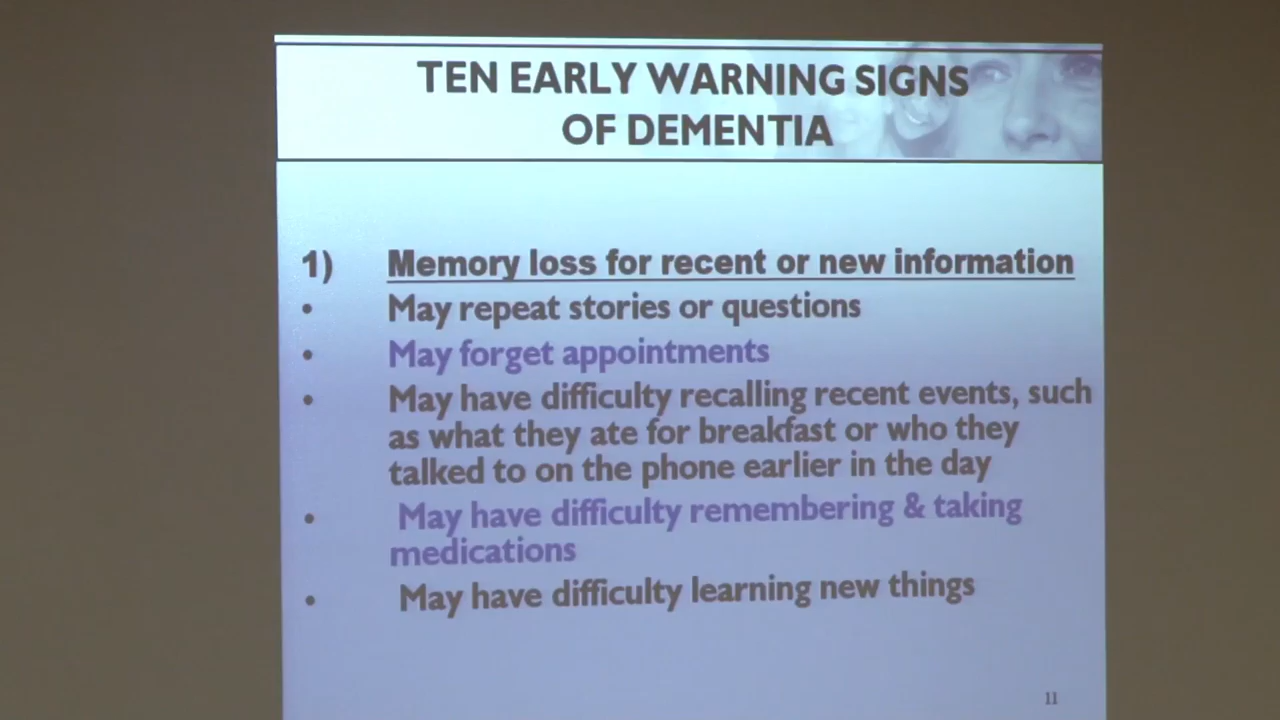 TEN EARLY WARNING SIGNS
OF DEMENTIA
1) Memory loss for recent or new information
• May repeat stories or questions
• May forget appointments
• May have difficulty recalling recent events, such
as what they ate for breakfast or who they
talked to on the phone earlier in the day
• May have difficulty remembering & taking
medications
• May have difficulty learning new things
11